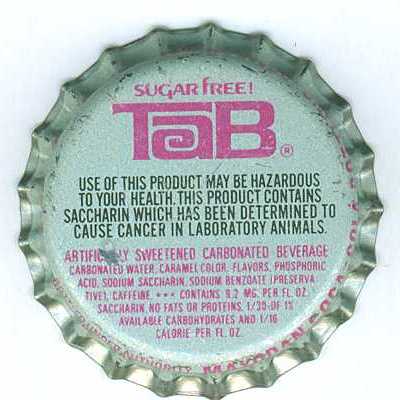 SUGAR FREE!
TaB®
USE OF THIS PRODUCT MAY BE HAZARDOUS
TO YOUR HEALTH. THIS PRODUCT CONTAINS
SACCHARIN WHICH HAS BEEN DETERMINED TO
CAUSE CANCER IN LABORATORY ANIMALS.
ARTIFICIALLY SWEETENED CARBONATED BEVERAGE
CARBONATED WATER, CARAMEL COLOR, FLAVORS, PHOSPHORIC
ACID, SODIUM SACCHARIN, SODIUM BENZOATE (PRESERVA-
TIVE), CAFFEINE. *** CONTAINS 9.2 MG. PER FL. OZ.
SACCHARIN, NO FATS OR PROTEINS, 1/35 OF 1%
AVAILABLE CARBOHYDRATES AND 1/16
CALORIE PER FL. OZ.
UNDER AUTHORITY